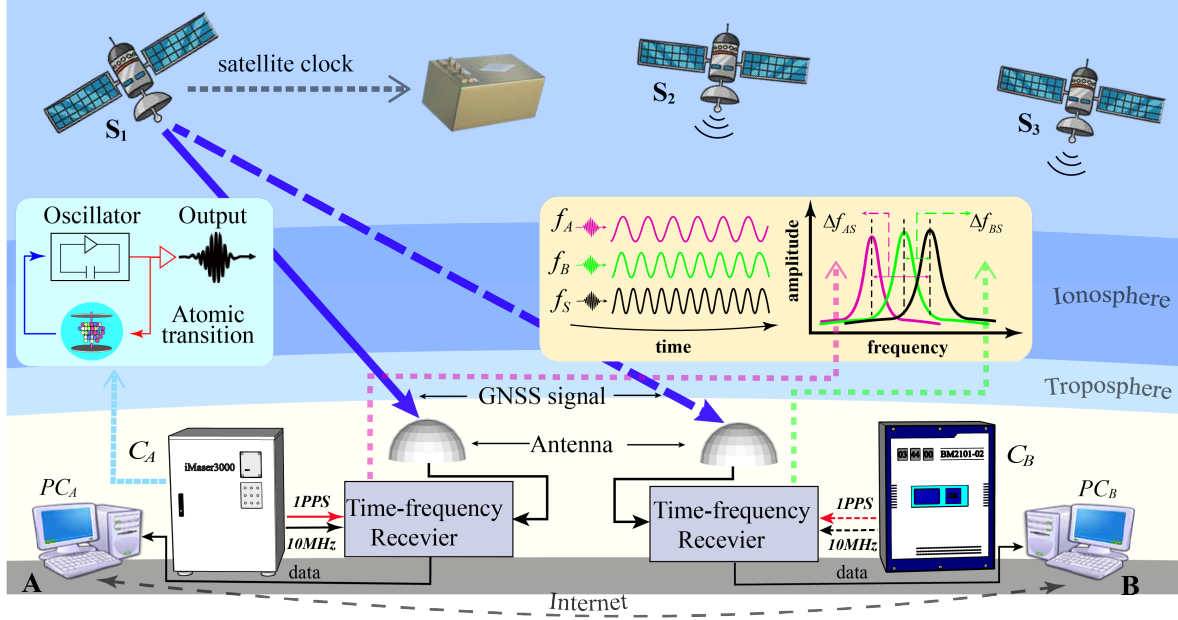 satellite clock
S₁
S₂
S₃
Oscillator
Output
Atomic
transition
f_A
f_B
f_S
time
amplitude
frequency
Δf_AS
Δf_BS
Ionosphere
Troposphere
GNSS signal
Antenna
C_A
iMaser3000
PC_A
1PPS
10MHz
Time-frequency
Recevier
data
A
Time-frequency
Recevier
1PPS
10MHz
data
03 44 00
BM2101-02
C_B
PC_B
B
Internet